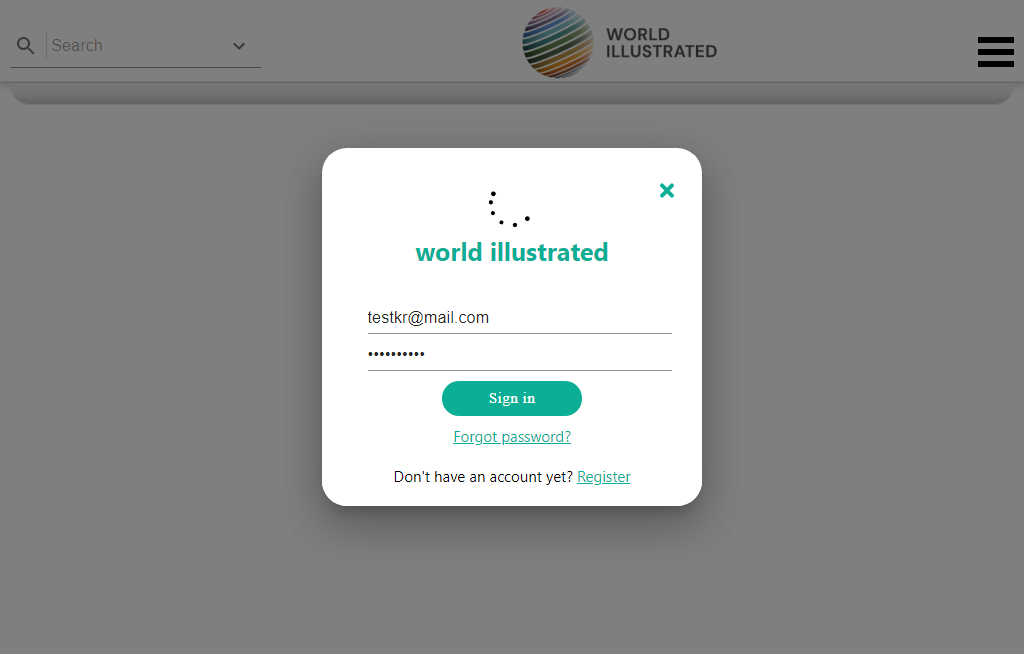 Search
WORLD
ILLUSTRATED
world illustrated
testkr@mail.com
••••••••••
Sign in
Forgot password?
Don't have an account yet? Register